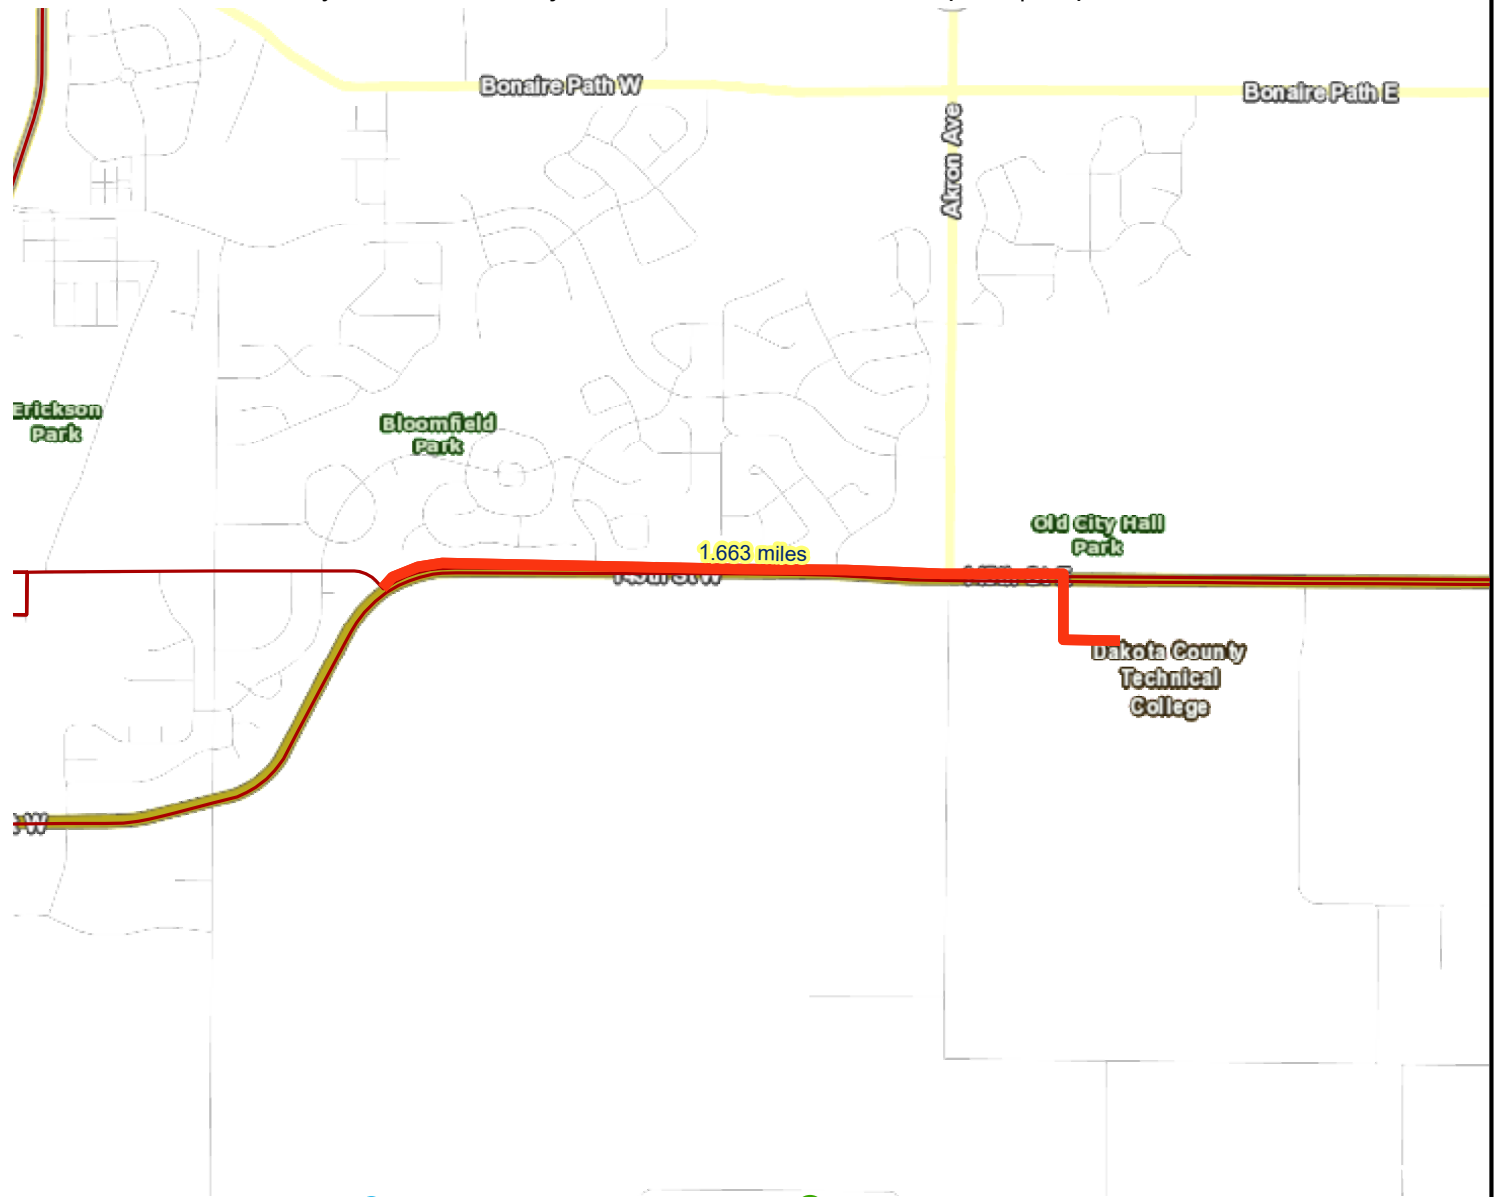 Bonaire Path W
Bonaire Path E
Akron Ave
Erickson
Park
Bloomfield
Park
Old City Hall
Park
1.663 miles
Dakota County
Technical
College
W